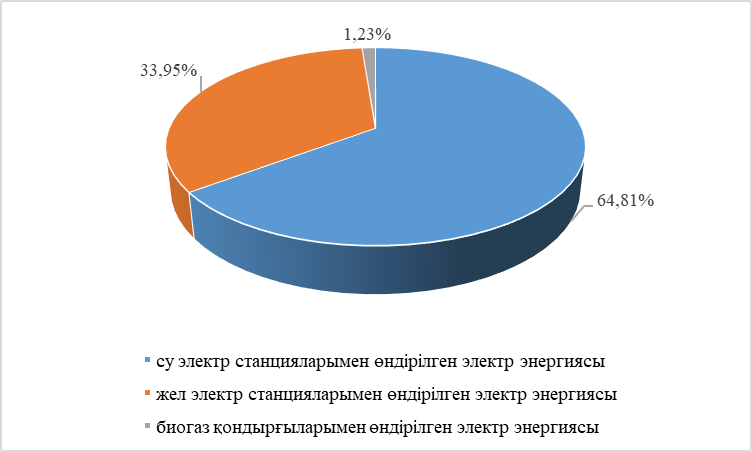 1,23%
33,95%
64,81%
су электр станцияларымен өндірілген электр энергиясы
жел электр станцияларымен өндірілген электр энергиясы
биогаз қондырғыларымен өндірілген электр энергиясы